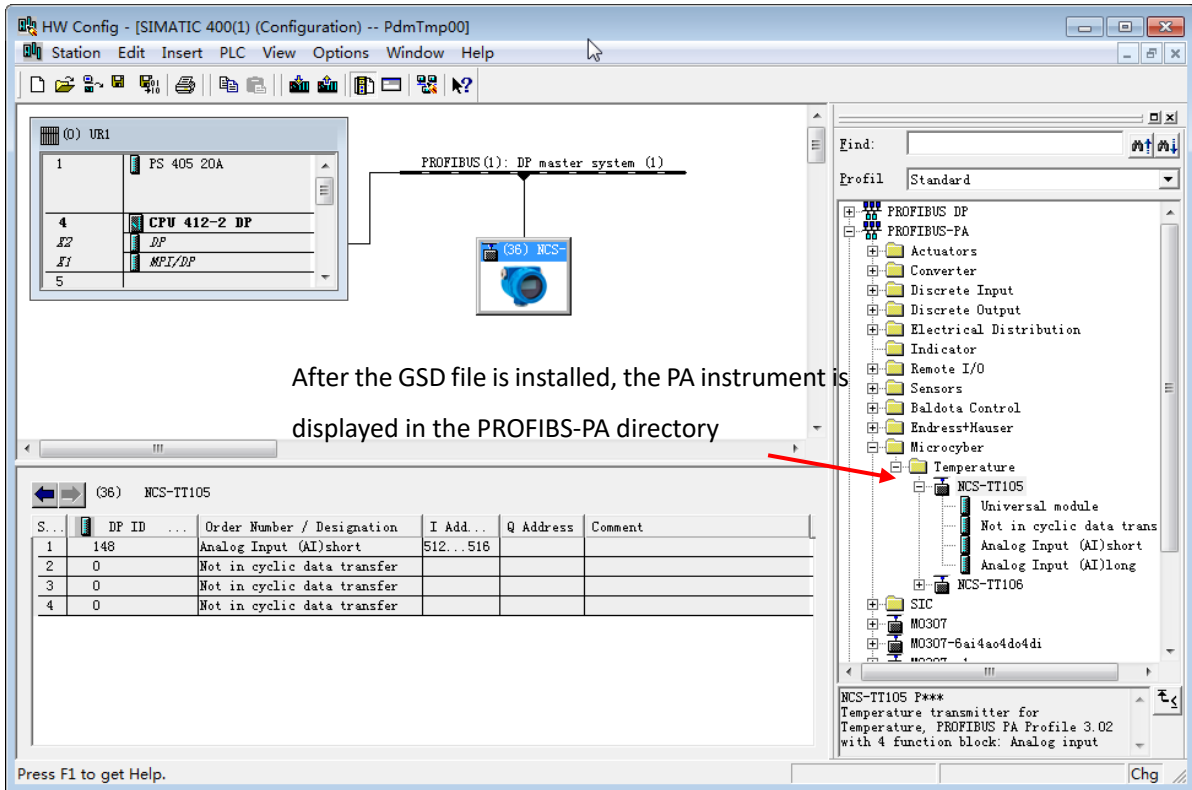 HW Config - [SIMATIC 400(1) (Configuration) -- PdmTmp00]
Station Edit Insert PLC View Options Window Help
(0) UR1
1 PS 405 20A
4 CPU 412-2 DP
X2 DP
X1 MPI/DP
5
PROFIBUS(1): DP master system (1)
(36) NCS-
After the GSD file is installed, the PA instrument is
displayed in the PROFIBS-PA directory
Find:
Profil Standard
PROFIBUS DP
PROFIBUS-PA
Actuators
Converter
Discrete Input
Discrete Output
Electrical Distribution
Indicator
Remote I/O
Sensors
Baldota Control
Endress+Hauser
Microcyber
Temperature
NCS-TT105
Universal module
Not in cyclic data trans
Analog Input (AI)short
Analog Input (AI)long
NCS-TT106
SIC
M0307
M0307-6ai4ao4do4di
(36) NCS-TT105
S... DP ID ... Order Number / Designation I Add... Q Address Comment
1 148 Analog Input (AI)short 512...516
2 0 Not in cyclic data transfer
3 0 Not in cyclic data transfer
4 0 Not in cyclic data transfer
NCS-TT105 P***
Temperature transmitter for
Temperature, PROFIBUS PA Profile 3.02
with 4 function block: Analog input
Press F1 to get Help.
Chg